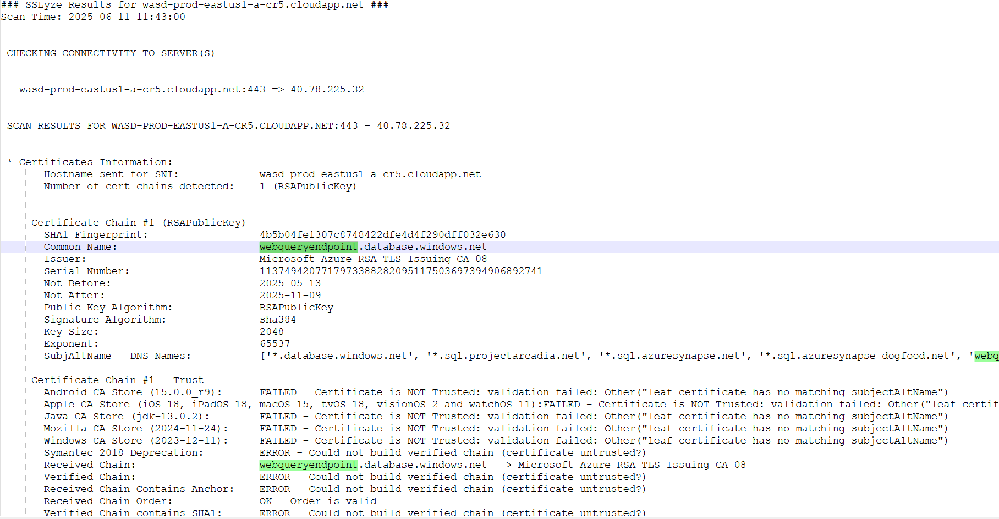 ### SSLyze Results for wasd-prod-eastus1-a-cr5.cloudapp.net ###
Scan Time: 2025-06-11 11:43:00
---------------------------------------------------
CHECKING CONNECTIVITY TO SERVER(S)
----------------------------------
wasd-prod-eastus1-a-cr5.cloudapp.net:443 => 40.78.225.32
SCAN RESULTS FOR WASD-PROD-EASTUS1-A-CR5.CLOUDAPP.NET:443 - 40.78.225.32
------------------------------------------------------------------------
* Certificates Information:
Hostname sent for SNI: wasd-prod-eastus1-a-cr5.cloudapp.net
Number of cert chains detected: 1 (RSAPublicKey)
Certificate Chain #1 (RSAPublicKey)
SHA1 Fingerprint: 4b5b04fe1307c8748422dfe4d4f290dff032e630
Common Name: webqueryendpoint.database.windows.net
Issuer: Microsoft Azure RSA TLS Issuing CA 08
Serial Number: 1137494207717973388282095117503697394906892741
Not Before: 2025-05-13
Not After: 2025-11-09
Public Key Algorithm: RSAPublicKey
Signature Algorithm: sha384
Key Size: 2048
Exponent: 65537
SubjAltName - DNS Names: ['*.database.windows.net', '*.sql.projectarcadia.net', '*.sql.azuresynapse.net', '*.sql.azuresynapse-dogfood.net', 'webq
Certificate Chain #1 - Trust
Android CA Store (15.0.0_r9): FAILED - Certificate is NOT Trusted: validation failed: Other("leaf certificate has no matching subjectAltName")
Apple CA Store (iOS 18, iPadOS 18, macOS 15, tvOS 18, visionOS 2 and watchOS 11):FAILED - Certificate is NOT Trusted: validation failed: Other("leaf certif
Java CA Store (jdk-13.0.2): FAILED - Certificate is NOT Trusted: validation failed: Other("leaf certificate has no matching subjectAltName")
Mozilla CA Store (2024-11-24): FAILED - Certificate is NOT Trusted: validation failed: Other("leaf certificate has no matching subjectAltName")
Windows CA Store (2023-12-11): FAILED - Certificate is NOT Trusted: validation failed: Other("leaf certificate has no matching subjectAltName")
Symantec 2018 Deprecation: ERROR - Could not build verified chain (certificate untrusted?)
Received Chain: webqueryendpoint.database.windows.net --> Microsoft Azure RSA TLS Issuing CA 08
Verified Chain: ERROR - Could not build verified chain (certificate untrusted?)
Received Chain Contains Anchor: ERROR - Could not build verified chain (certificate untrusted?)
Received Chain Order: OK - Order is valid
Verified Chain contains SHA1: ERROR - Could not build verified chain (certificate untrusted?)